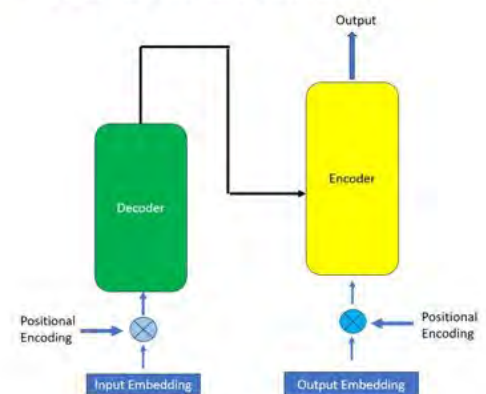 Output
Decoder
Encoder
Positional
Encoding
Positional
Encoding
Input Embedding
Output Embedding